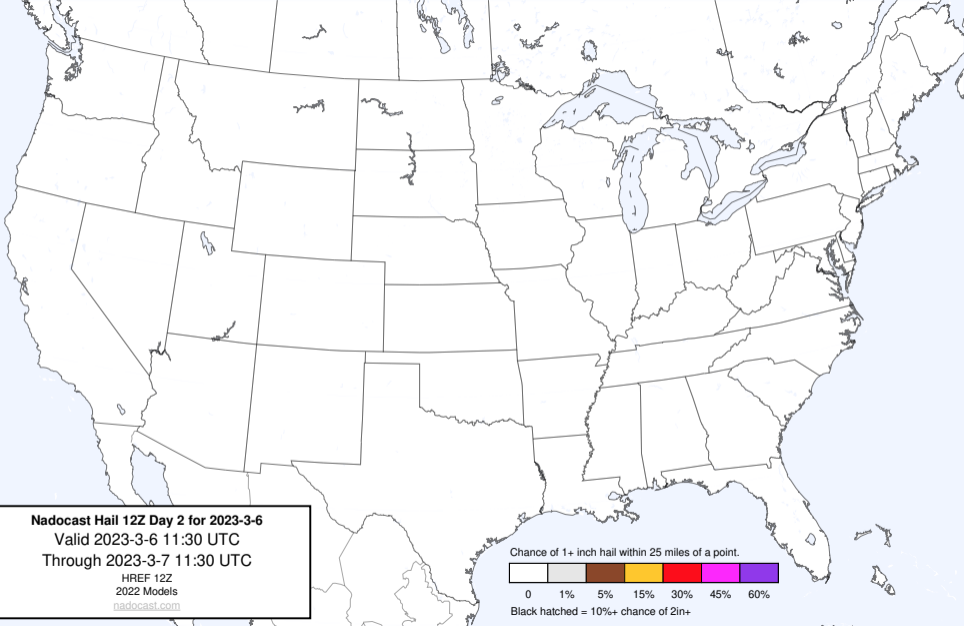 Nadocast Hail 12Z Day 2 for 2023-3-6
Valid 2023-3-6 11:30 UTC
Through 2023-3-7 11:30 UTC
HREF 12Z
2022 Models
nadocast.com
Chance of 1+ inch hail within 25 miles of a point.
0 1% 5% 15% 30% 45% 60%
Black hatched = 10%+ chance of 2in+